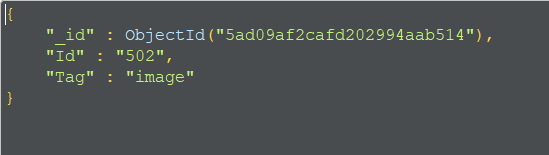 {
"_id" : ObjectId("5ad09af2cafd202994aab514"),
"Id" : "502",
"Tag" : "image"
}